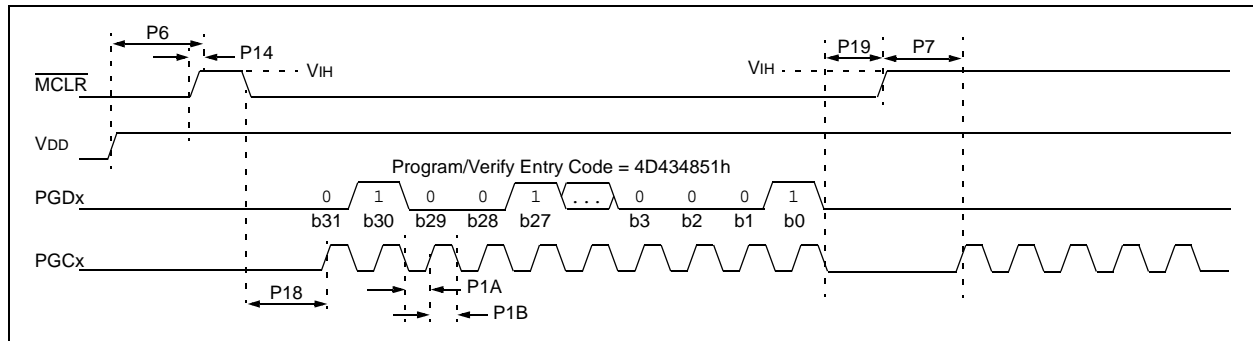 P6
P14
P19
P7
VIH
VIH
MCLR
VDD
Program/Verify Entry Code = 4D434851h
PGDx
0 1 0 0 1 ... 0 0 0 1
b31 b30 b29 b28 b27 b3 b2 b1 b0
PGCx
P18
P1A
P1B